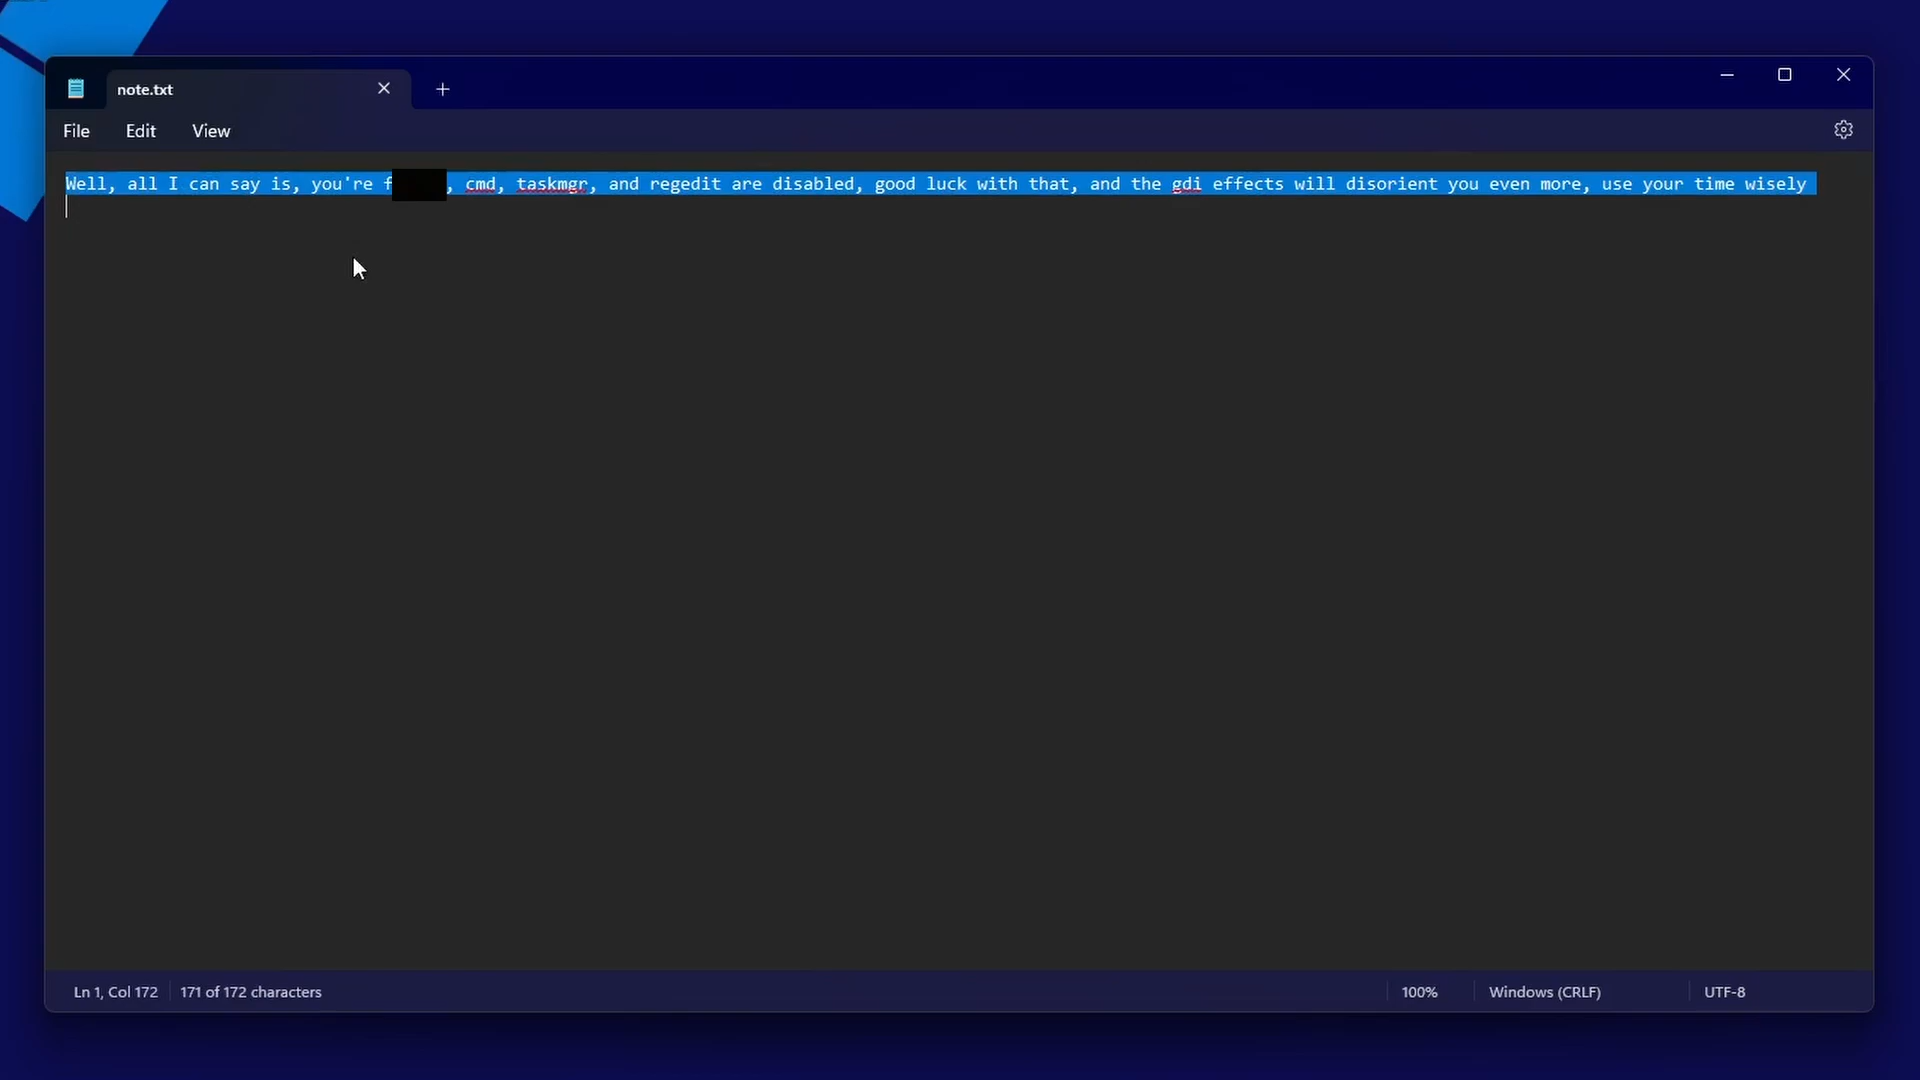 note.txt
File Edit View
Well, all I can say is, you're f , cmd, taskmgr, and regedit are disabled, good luck with that, and the gdi effects will disorient you even more, use your time wisely
Ln 1, Col 172 171 of 172 characters 100% Windows (CRLF) UTF-8